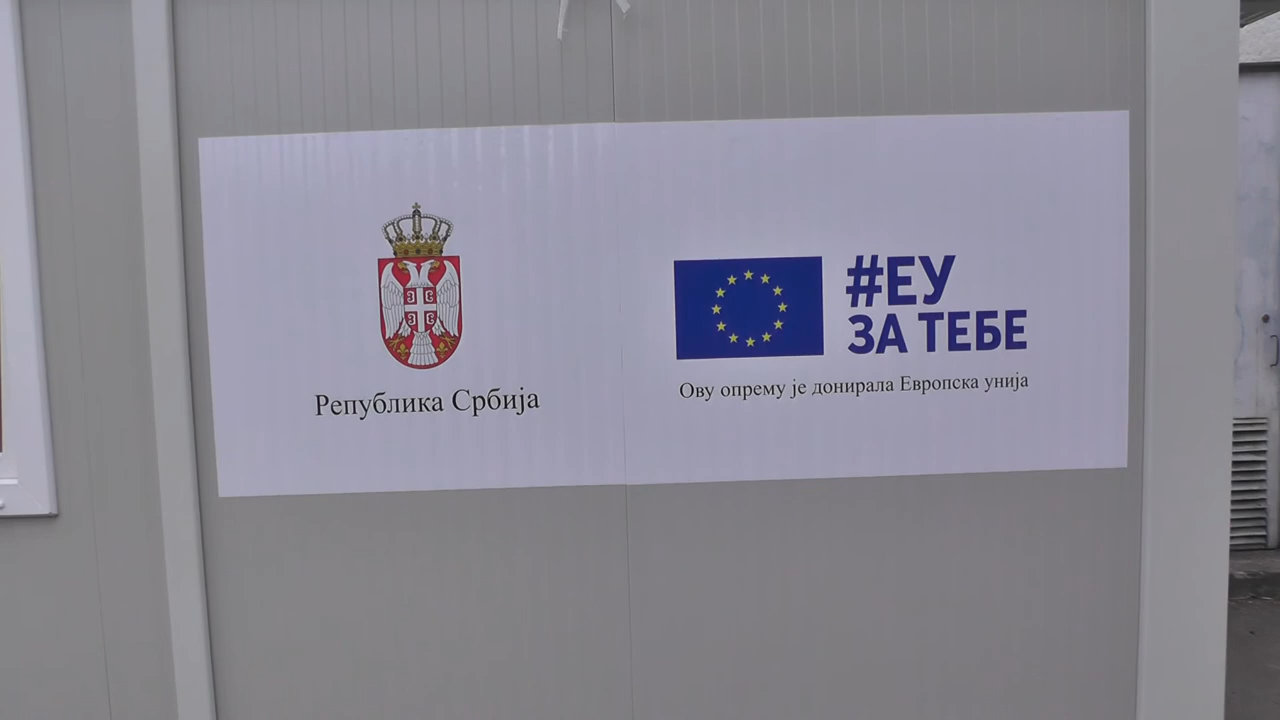 Република Србија
#ЕУ
ЗА ТЕБЕ
Ову опрему је донирала Европска унија